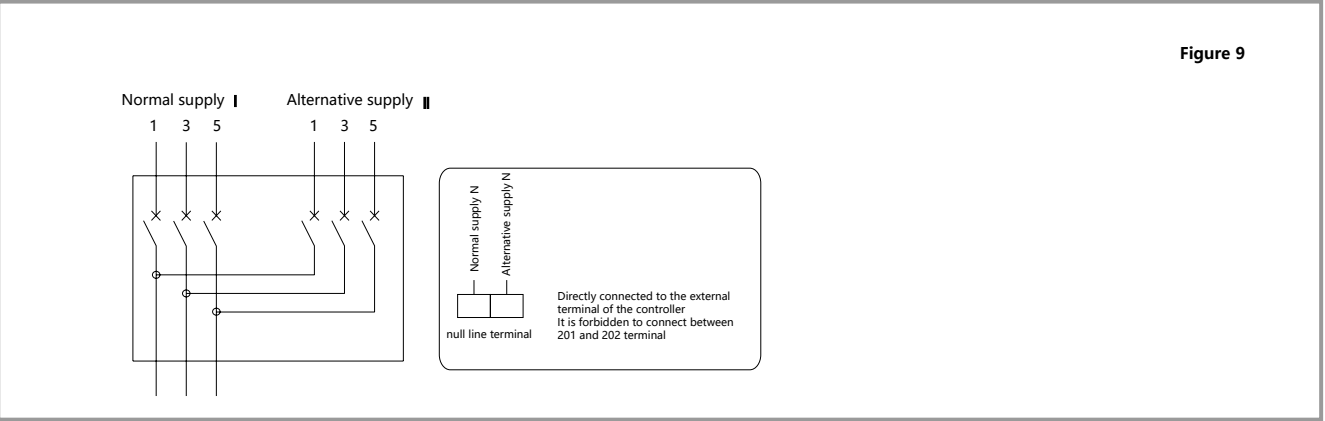 Figure 9
Normal supply I
Alternative supply II
1 3 5
1 3 5
Normal supply N
Alternative supply N
null line terminal
Directly connected to the external
terminal of the controller
It is forbidden to connect between
201 and 202 terminal